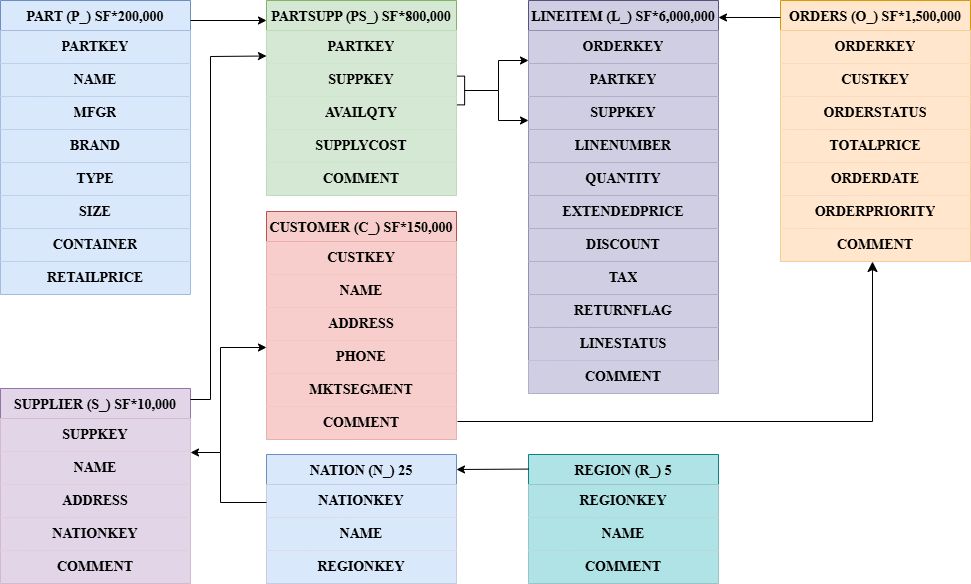 PART (P_) SF*200,000
PARTKEY
NAME
MFGR
BRAND
TYPE
SIZE
CONTAINER
RETAILPRICE
PARTSUPP (PS_) SF*800,000
PARTKEY
SUPPKEY
AVAILQTY
SUPPLYCOST
COMMENT
LINEITEM (L_) SF*6,000,000
ORDERKEY
PARTKEY
SUPPKEY
LINENUMBER
QUANTITY
EXTENDEDPRICE
DISCOUNT
TAX
RETURNFLAG
LINESTATUS
COMMENT
ORDERS (O_) SF*1,500,000
ORDERKEY
CUSTKEY
ORDERSTATUS
TOTALPRICE
ORDERDATE
ORDERPRIORITY
COMMENT
CUSTOMER (C_) SF*150,000
CUSTKEY
NAME
ADDRESS
PHONE
MKTSEGMENT
COMMENT
SUPPLIER (S_) SF*10,000
SUPPKEY
NAME
ADDRESS
NATIONKEY
COMMENT
NATION (N_) 25
NATIONKEY
NAME
REGIONKEY
REGION (R_) 5
REGIONKEY
NAME
COMMENT